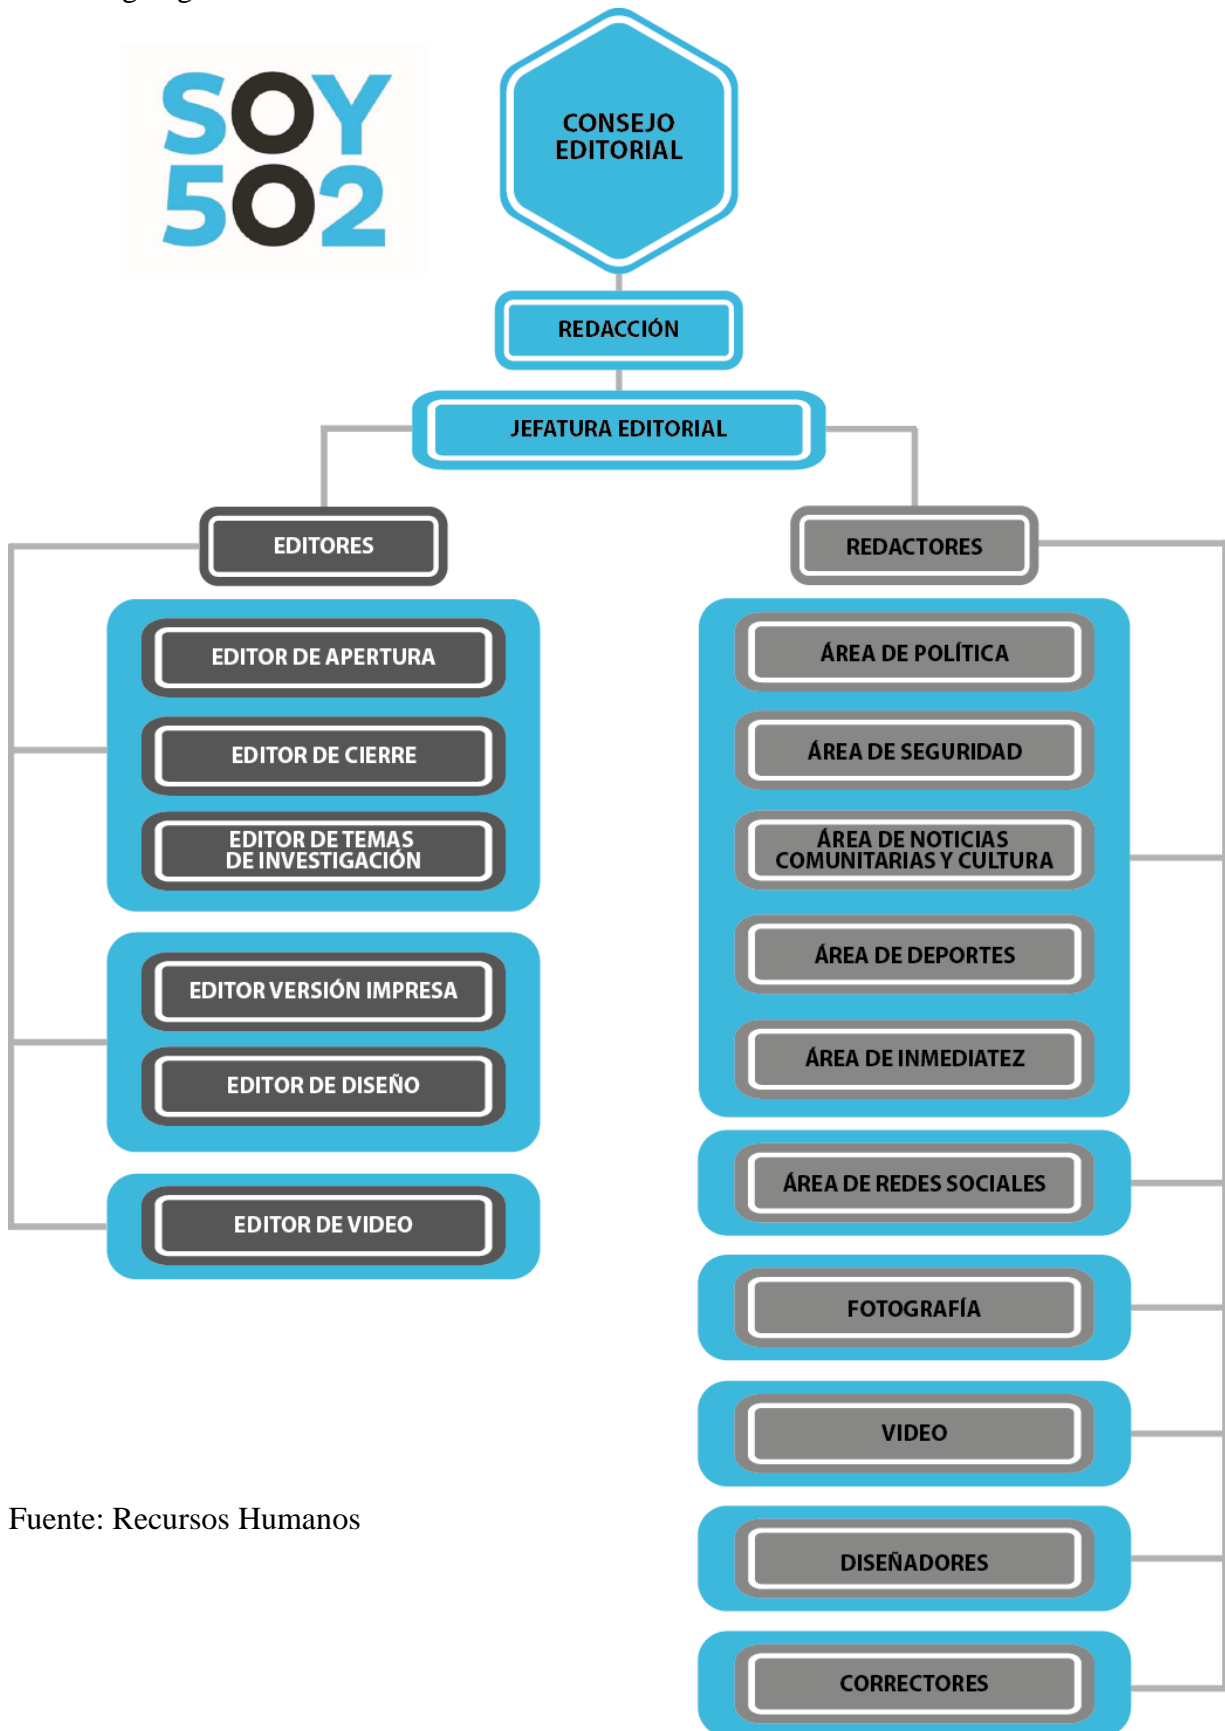 SOY
502
CONSEJO
EDITORIAL
REDACCIÓN
JEFATURA EDITORIAL
EDITORES
EDITOR DE APERTURA
EDITOR DE CIERRE
EDITOR DE TEMAS
DE INVESTIGACIÓN
EDITOR VERSIÓN IMPRESA
EDITOR DE DISEÑO
EDITOR DE VIDEO
REDACTORES
ÁREA DE POLÍTICA
ÁREA DE SEGURIDAD
ÁREA DE NOTICIAS
COMUNITARIAS Y CULTURA
ÁREA DE DEPORTES
ÁREA DE INMEDIATEZ
ÁREA DE REDES SOCIALES
FOTOGRAFÍA
VIDEO
DISEÑADORES
CORRECTORES
Fuente: Recursos Humanos